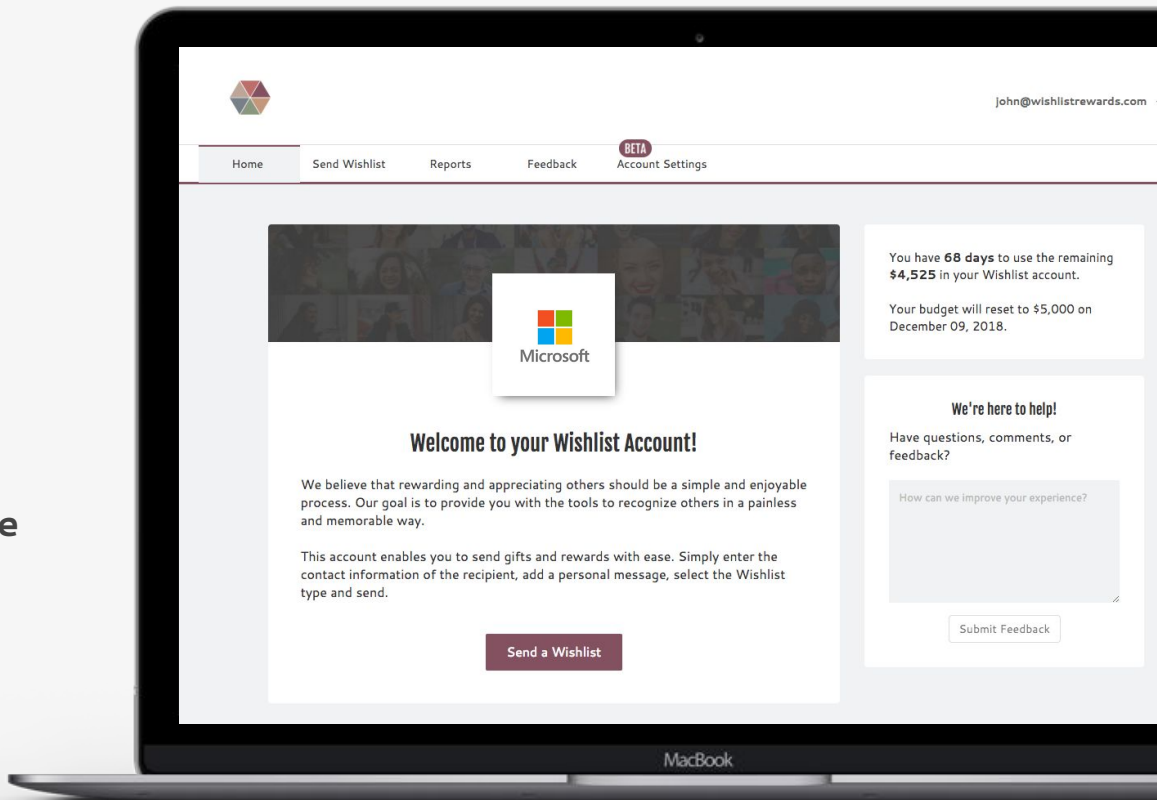 john@wishlistrewards.com
BETA
Home Send Wishlist Reports Feedback Account Settings
Microsoft
Welcome to your Wishlist Account!
We believe that rewarding and appreciating others should be a simple and enjoyable
process. Our goal is to provide you with the tools to recognize others in a painless
and memorable way.
This account enables you to send gifts and rewards with ease. Simply enter the
contact information of the recipient, add a personal message, select the Wishlist
type and send.
Send a Wishlist
You have 68 days to use the remaining
$4,525 in your Wishlist account.
Your budget will reset to $5,000 on
December 09, 2018.
We're here to help!
Have questions, comments, or
feedback?
How can we improve your experience?
Submit Feedback
e
MacBook